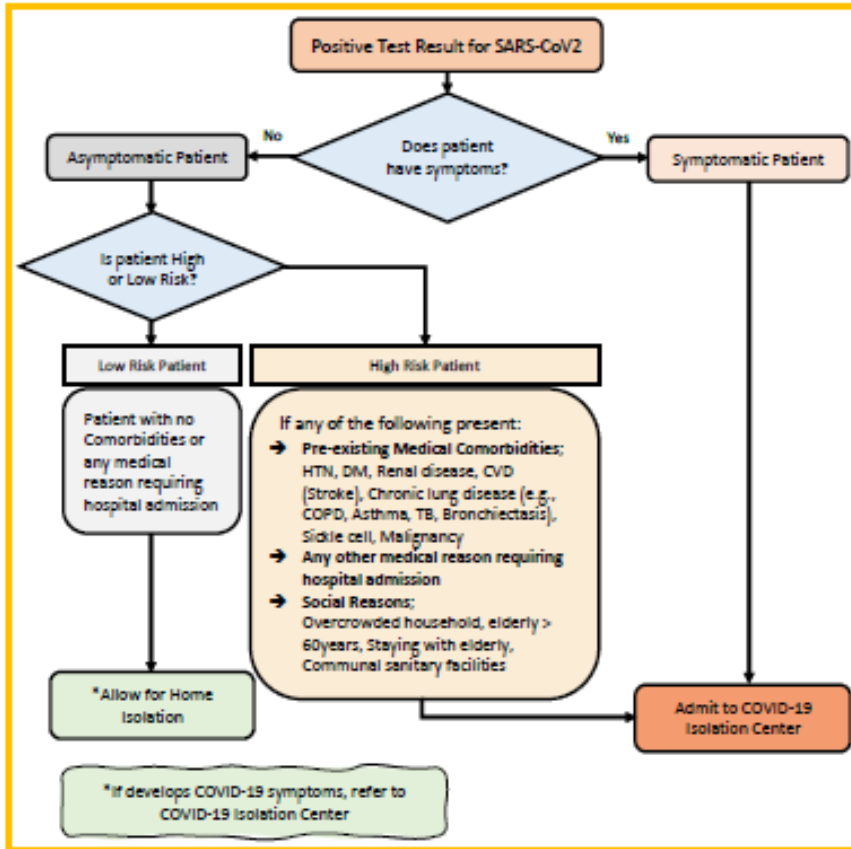 Positive Test Result for SARS-CoV2
No
Does patient
have symptoms?
Yes
Asymptomatic Patient
Symptomatic Patient
Is patient High
or Low Risk?
Low Risk Patient
High Risk Patient
Patient with no
Comorbidities or
any medical
reason requiring
hospital admission
If any of the following present:
➔ Pre-existing Medical Comorbidities;
HTN, DM, Renal disease, CVD
(Stroke), Chronic lung disease (e.g.,
COPD, Asthma, TB, Bronchiectasis),
Sickle cell, Malignancy
➔ Any other medical reason requiring
hospital admission
➔ Social Reasons;
Overcrowded household, elderly >
60years, Staying with elderly,
Communal sanitary facilities
*Allow for Home
Isolation
Admit to COVID-19
Isolation Center
*If develops COVID-19 symptoms, refer to
COVID-19 Isolation Center